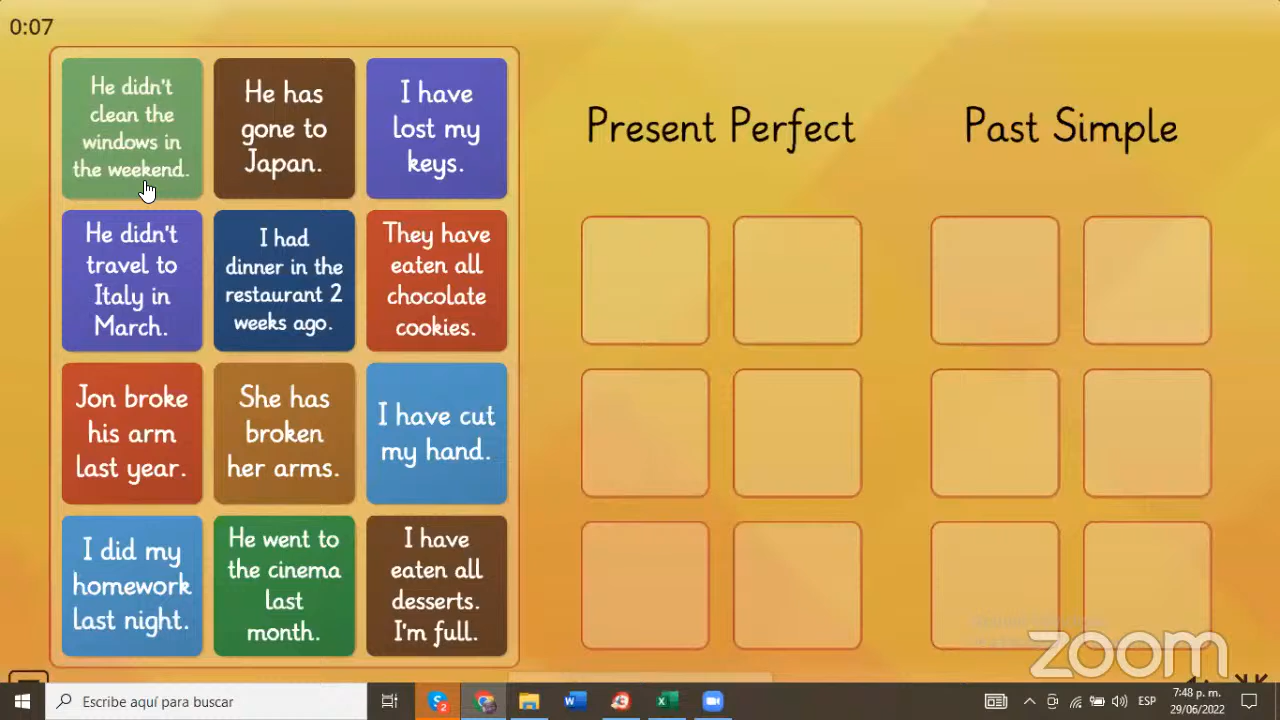 0:07
He didn't
clean the
windows in
the weekend.
He has
gone to
Japan.
I have
lost my
keys.
Present Perfect
Past Simple
He didn't
travel to
Italy in
March.
I had
dinner in the
restaurant 2
weeks ago.
They have
eaten all
chocolate
cookies.
Jon broke
his arm
last year.
She has
broken
her arms.
I have cut
my hand.
I did my
homework
last night.
He went to
the cinema
last
month.
I have
eaten all
desserts.
I'm full.
zoom
Escribe aquí para buscar
2
ESP
7:48 p. m.
29/06/2022